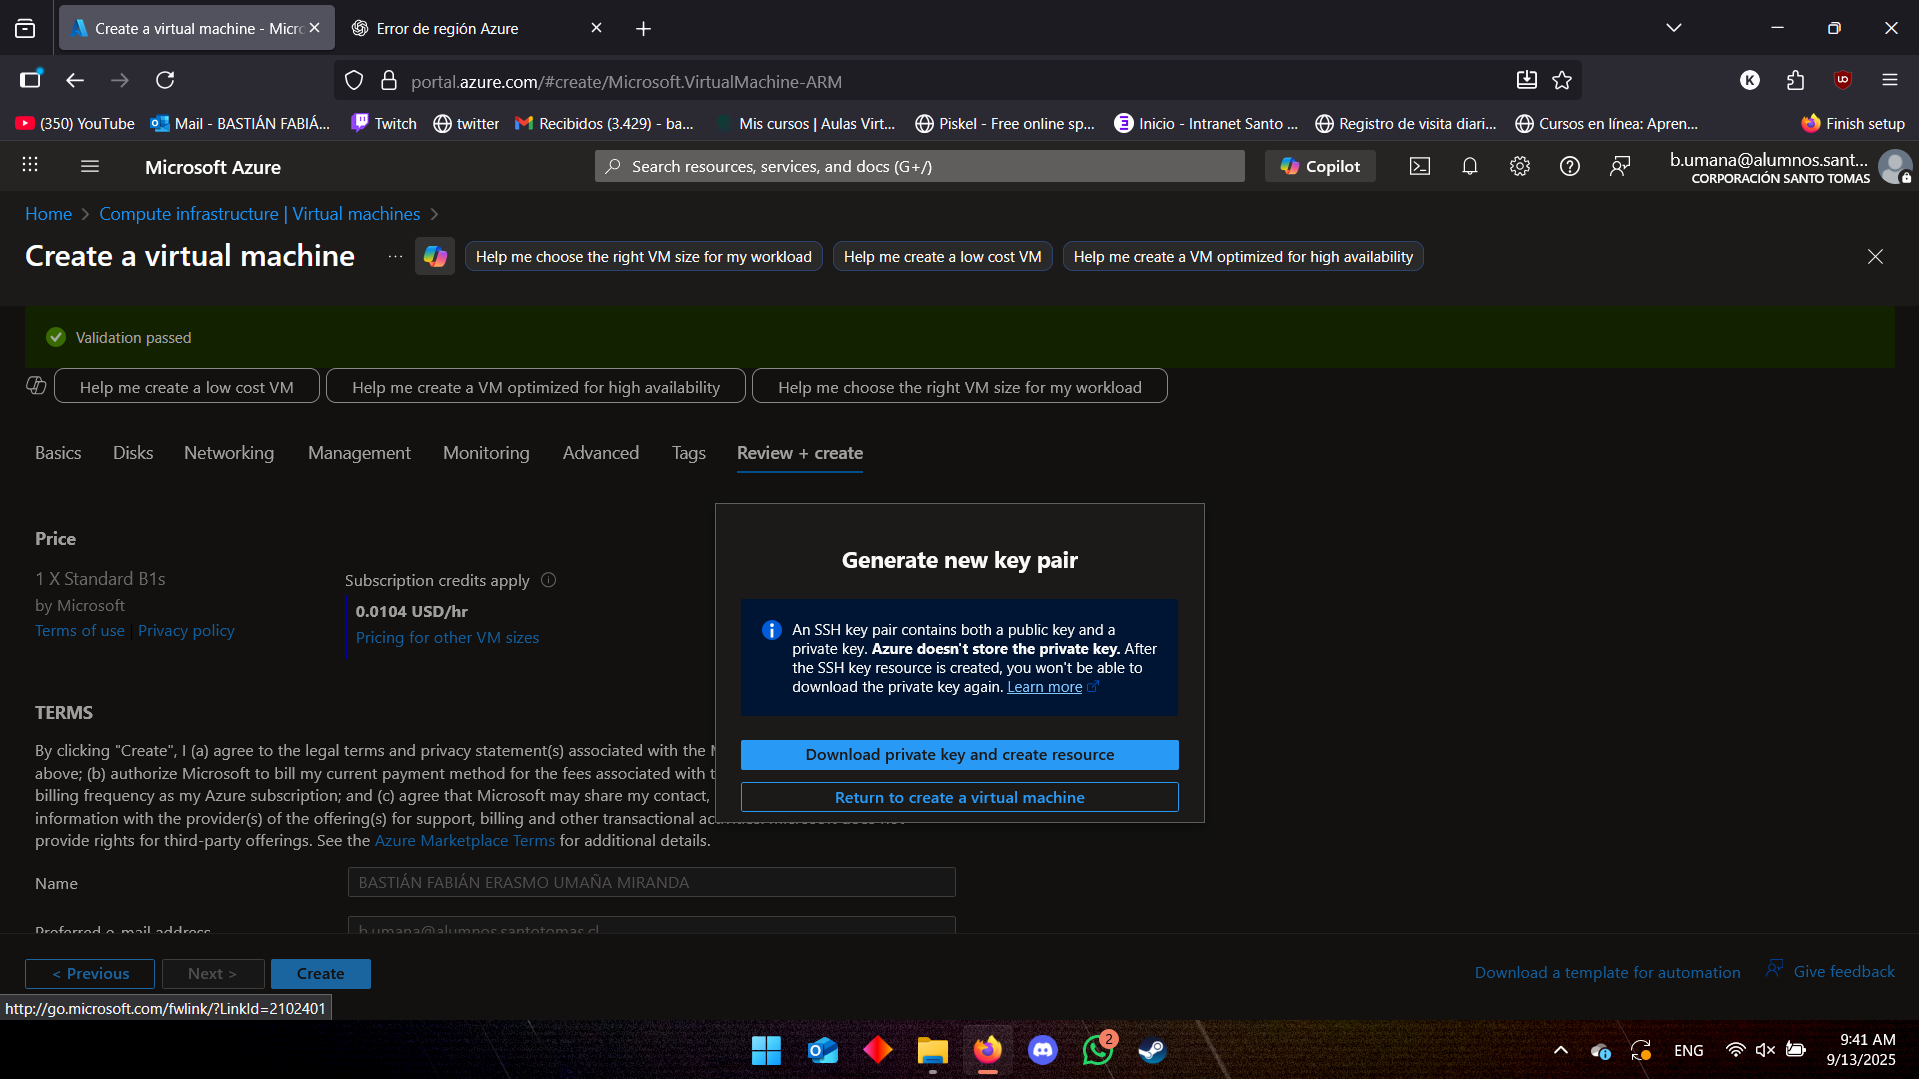 Create a virtual machine - Micro
Error de región Azure
portal.azure.com/#create/Microsoft.VirtualMachine-ARM
K
(350) YouTube
Mail - BASTIÁN FABIÁ...
Twitch
twitter
Recibidos (3.429) - ba...
Mis cursos | Aulas Virt...
Piskel - Free online sp...
Inicio - Intranet Santo ...
Registro de visita diari...
Cursos en línea: Apren...
Finish setup
Microsoft Azure
Search resources, services, and docs (G+/)
Copilot
b.umana@alumnos.sant...
CORPORACIÓN SANTO TOMAS
Home > Compute infrastructure | Virtual machines >
Create a virtual machine ...
Help me choose the right VM size for my workload
Help me create a low cost VM
Help me create a VM optimized for high availability
Validation passed
Help me create a low cost VM
Help me create a VM optimized for high availability
Help me choose the right VM size for my workload
Basics
Disks
Networking
Management
Monitoring
Advanced
Tags
Review + create
Price
1 X Standard B1s
by Microsoft
Terms of use | Privacy policy
Subscription credits apply
0.0104 USD/hr
Pricing for other VM sizes
Generate new key pair
An SSH key pair contains both a public key and a
private key. Azure doesn't store the private key. After
the SSH key resource is created, you won't be able to
download the private key again. Learn more
Download private key and create resource
Return to create a virtual machine
TERMS
By clicking "Create", I (a) agree to the legal terms and privacy statement(s) associated with the M
above; (b) authorize Microsoft to bill my current payment method for the fees associated with t
billing frequency as my Azure subscription; and (c) agree that Microsoft may share my contact,
information with the provider(s) of the offering(s) for support, billing and other transactional
provide rights for third-party offerings. See the Azure Marketplace Terms for additional details.
Name
BASTIÁN FABIÁN ERASMO UMAÑA MIRANDA
Preferred e-mail address
b.umana@alumnos.santotomas.cl
< Previous
Next >
Create
Download a template for automation
Give feedback
http://go.microsoft.com/fwlink/?LinkId=2102401
2
ENG
9:41 AM
9/13/2025